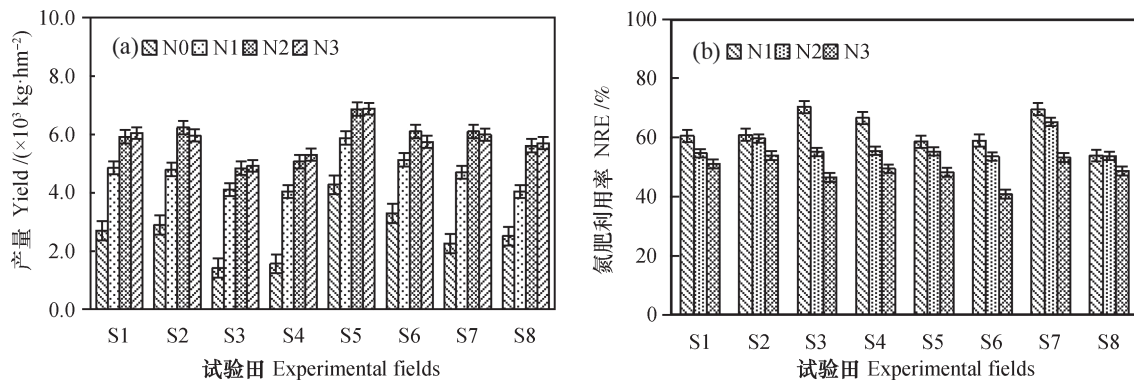 10.0
8.0
6.0
4.0
2.0
0.0
产量 Yield /(×10³ kg·hm⁻²)
(a)
N0 N1 N2 N3
S1 S2 S3 S4 S5 S6 S7 S8
试验田 Experimental fields
100
80
60
40
20
0
氮肥利用率 NRE /%
(b)
N1 N2 N3
S1 S2 S3 S4 S5 S6 S7 S8
试验田 Experimental fields